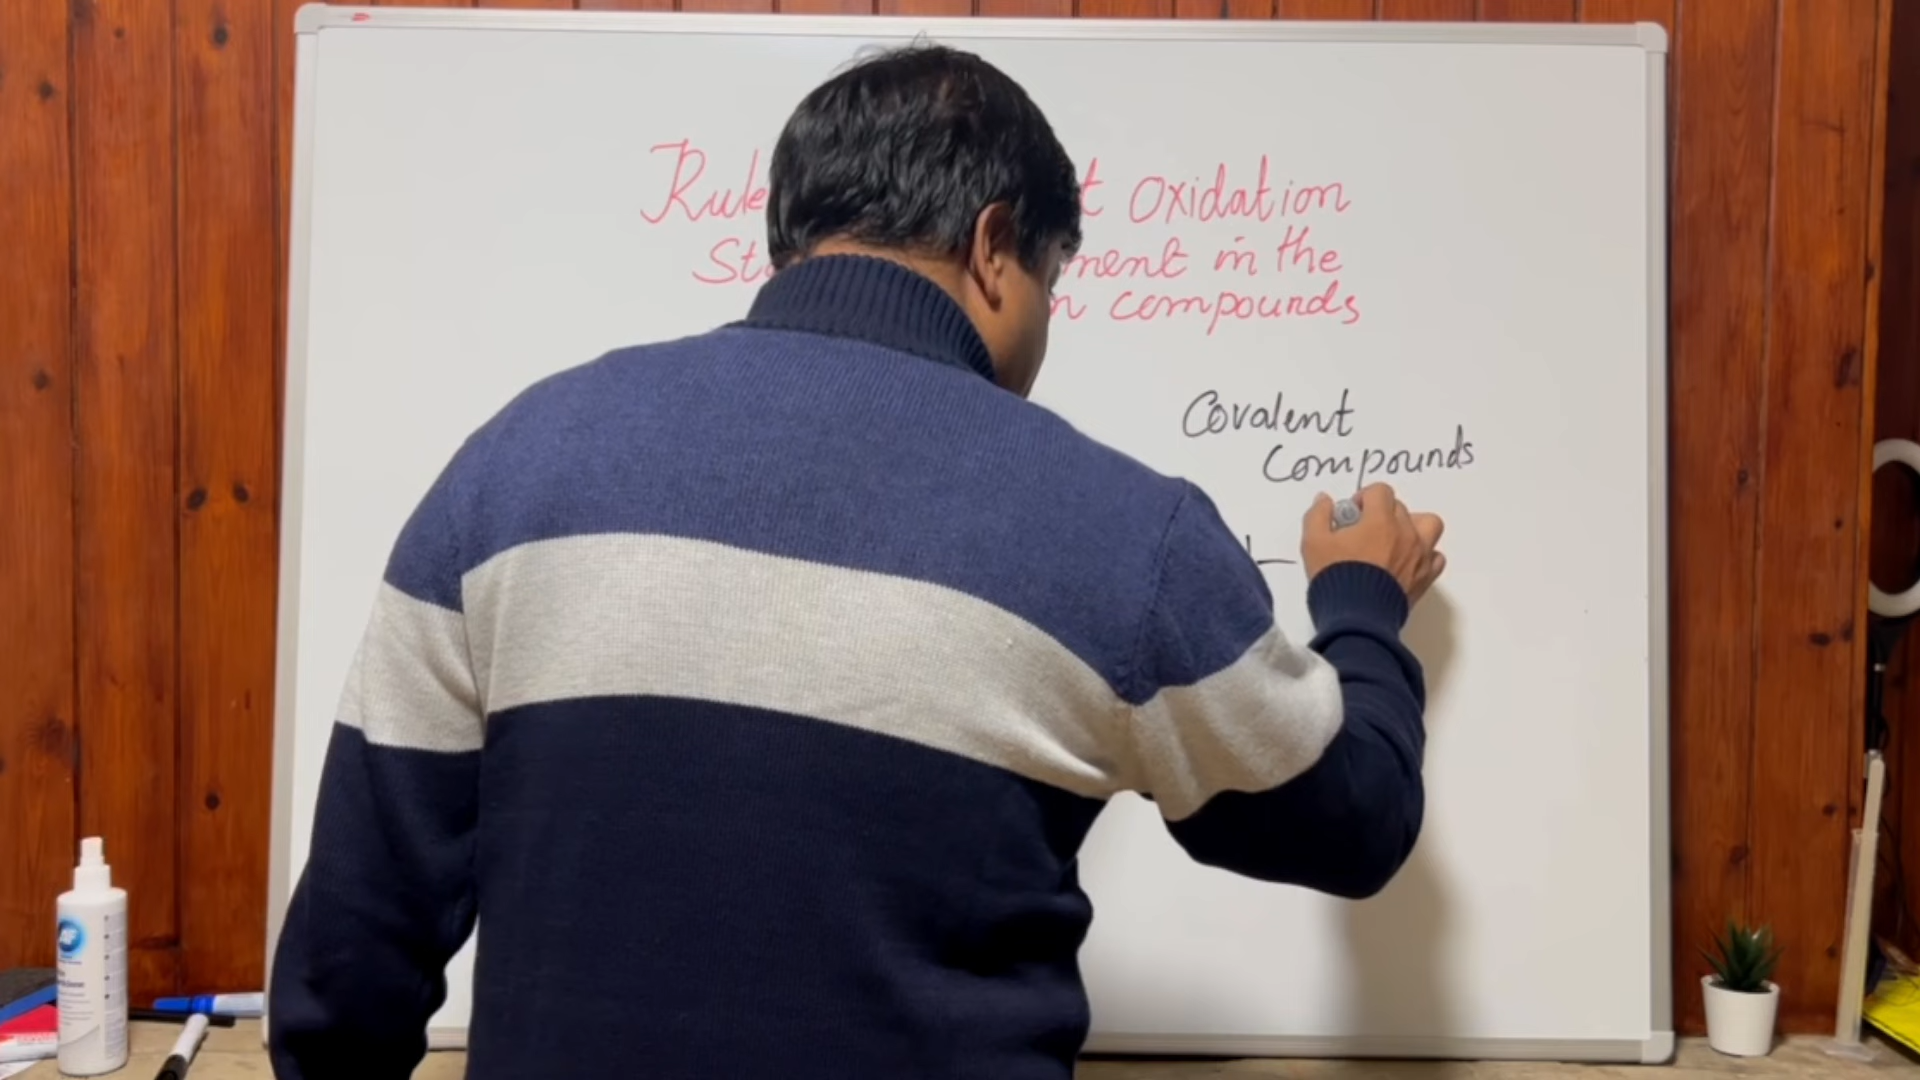 Rule t Oxidation
St ment in the
n compounds
Covalent
Compounds